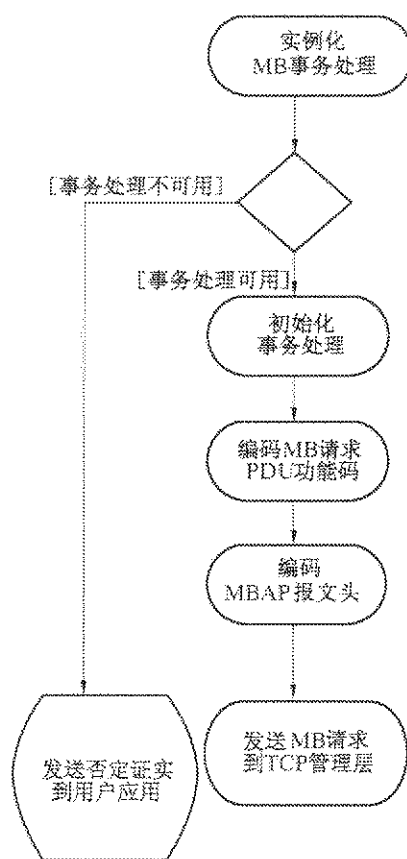 实例化
MB事务处理
[事务处理不可用]
[事务处理可用]
初始化
事务处理
编码MB请求
PDU功能码
编码
MBAP报文头
发送MB请求
到TCP管理层
发送否定证实
到用户应用